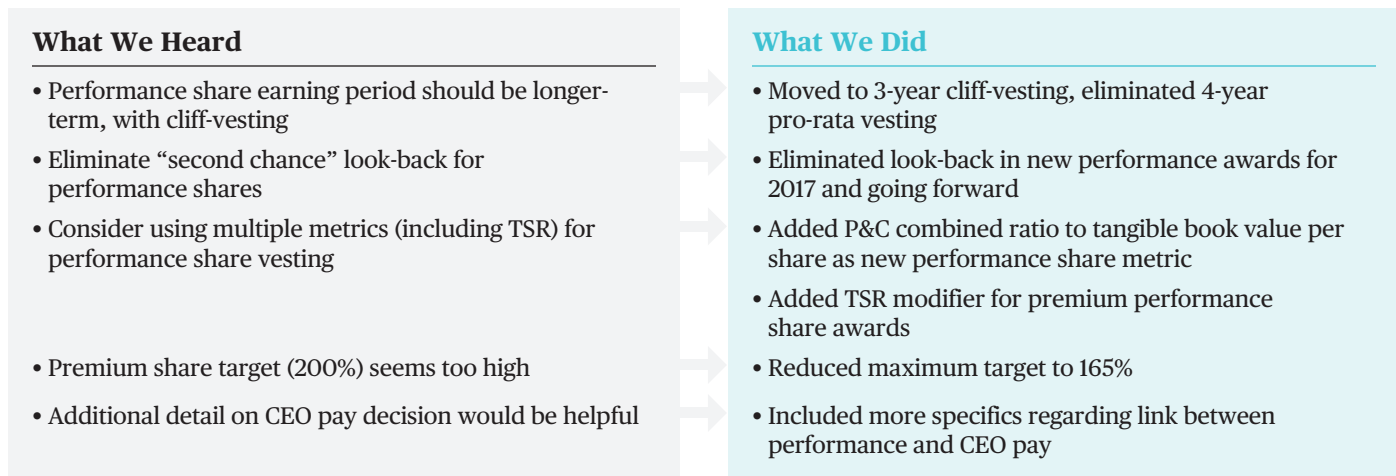 What We Heard
• Performance share earning period should be longer-
term, with cliff-vesting
• Eliminate “second chance” look-back for
performance shares
• Consider using multiple metrics (including TSR) for
performance share vesting
• Premium share target (200%) seems too high
• Additional detail on CEO pay decision would be helpful
What We Did
• Moved to 3-year cliff-vesting, eliminated 4-year
pro-rata vesting
• Eliminated look-back in new performance awards for
2017 and going forward
• Added P&C combined ratio to tangible book value per
share as new performance share metric
• Added TSR modifier for premium performance
share awards
• Reduced maximum target to 165%
• Included more specifics regarding link between
performance and CEO pay